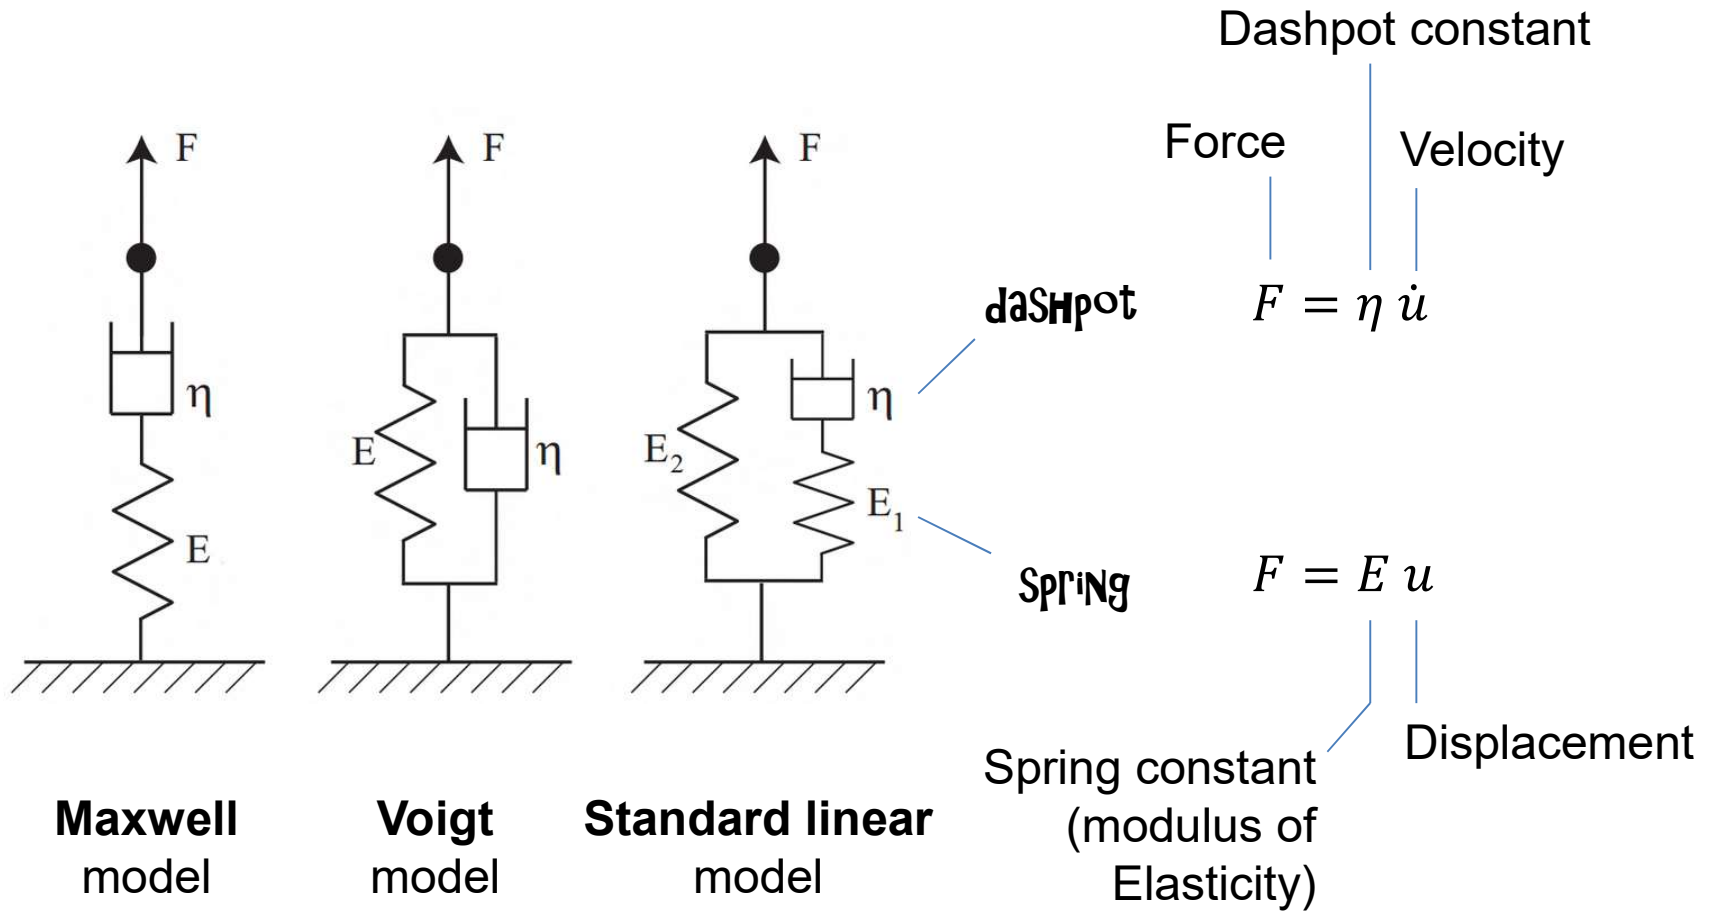 Dashpot constant
Force
Velocity
F
F
F
dasHpot
F = η u̇
η
η
E
η
E₂
E
E₁
spriNg
F = E u
Displacement
Spring constant
(modulus of
Elasticity)
Maxwell
model
Voigt
model
Standard linear
model